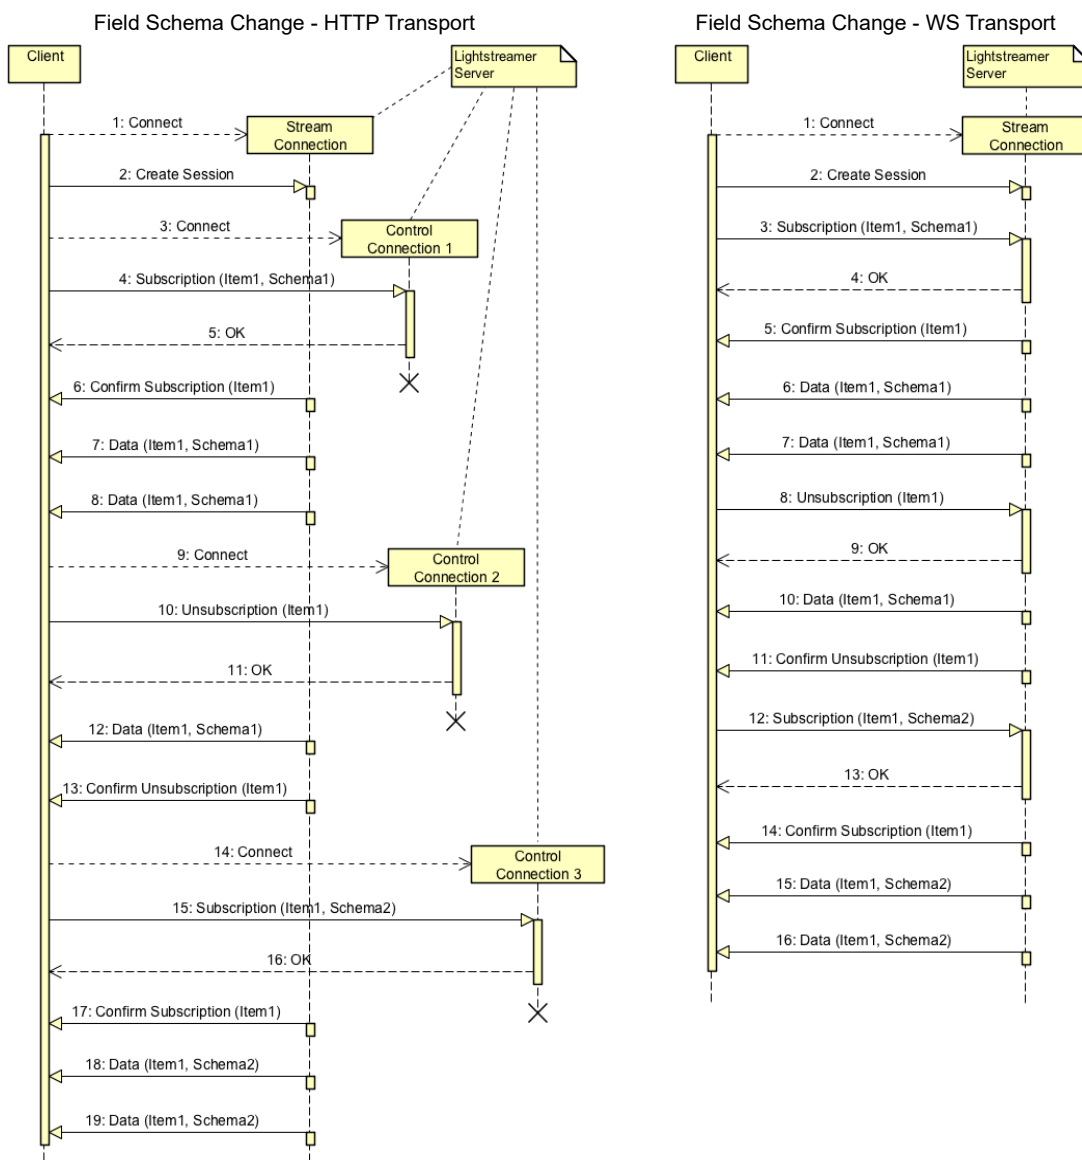 Field Schema Change - HTTP Transport
Client
Lightstreamer
Server
1: Connect
Stream
Connection
2: Create Session
3: Connect
Control
Connection 1
4: Subscription (Item1, Schema1)
5: OK
6: Confirm Subscription (Item1)
7: Data (Item1, Schema1)
8: Data (Item1, Schema1)
9: Connect
Control
Connection 2
10: Unsubscription (Item1)
11: OK
12: Data (Item1, Schema1)
13: Confirm Unsubscription (Item1)
14: Connect
Control
Connection 3
15: Subscription (Item1, Schema2)
16: OK
17: Confirm Subscription (Item1)
18: Data (Item1, Schema2)
19: Data (Item1, Schema2)
Field Schema Change - WS Transport
Client
Lightstreamer
Server
1: Connect
Stream
Connection
2: Create Session
3: Subscription (Item1, Schema1)
4: OK
5: Confirm Subscription (Item1)
6: Data (Item1, Schema1)
7: Data (Item1, Schema1)
8: Unsubscription (Item1)
9: OK
10: Data (Item1, Schema1)
11: Confirm Unsubscription (Item1)
12: Subscription (Item1, Schema2)
13: OK
14: Confirm Subscription (Item1)
15: Data (Item1, Schema2)
16: Data (Item1, Schema2)